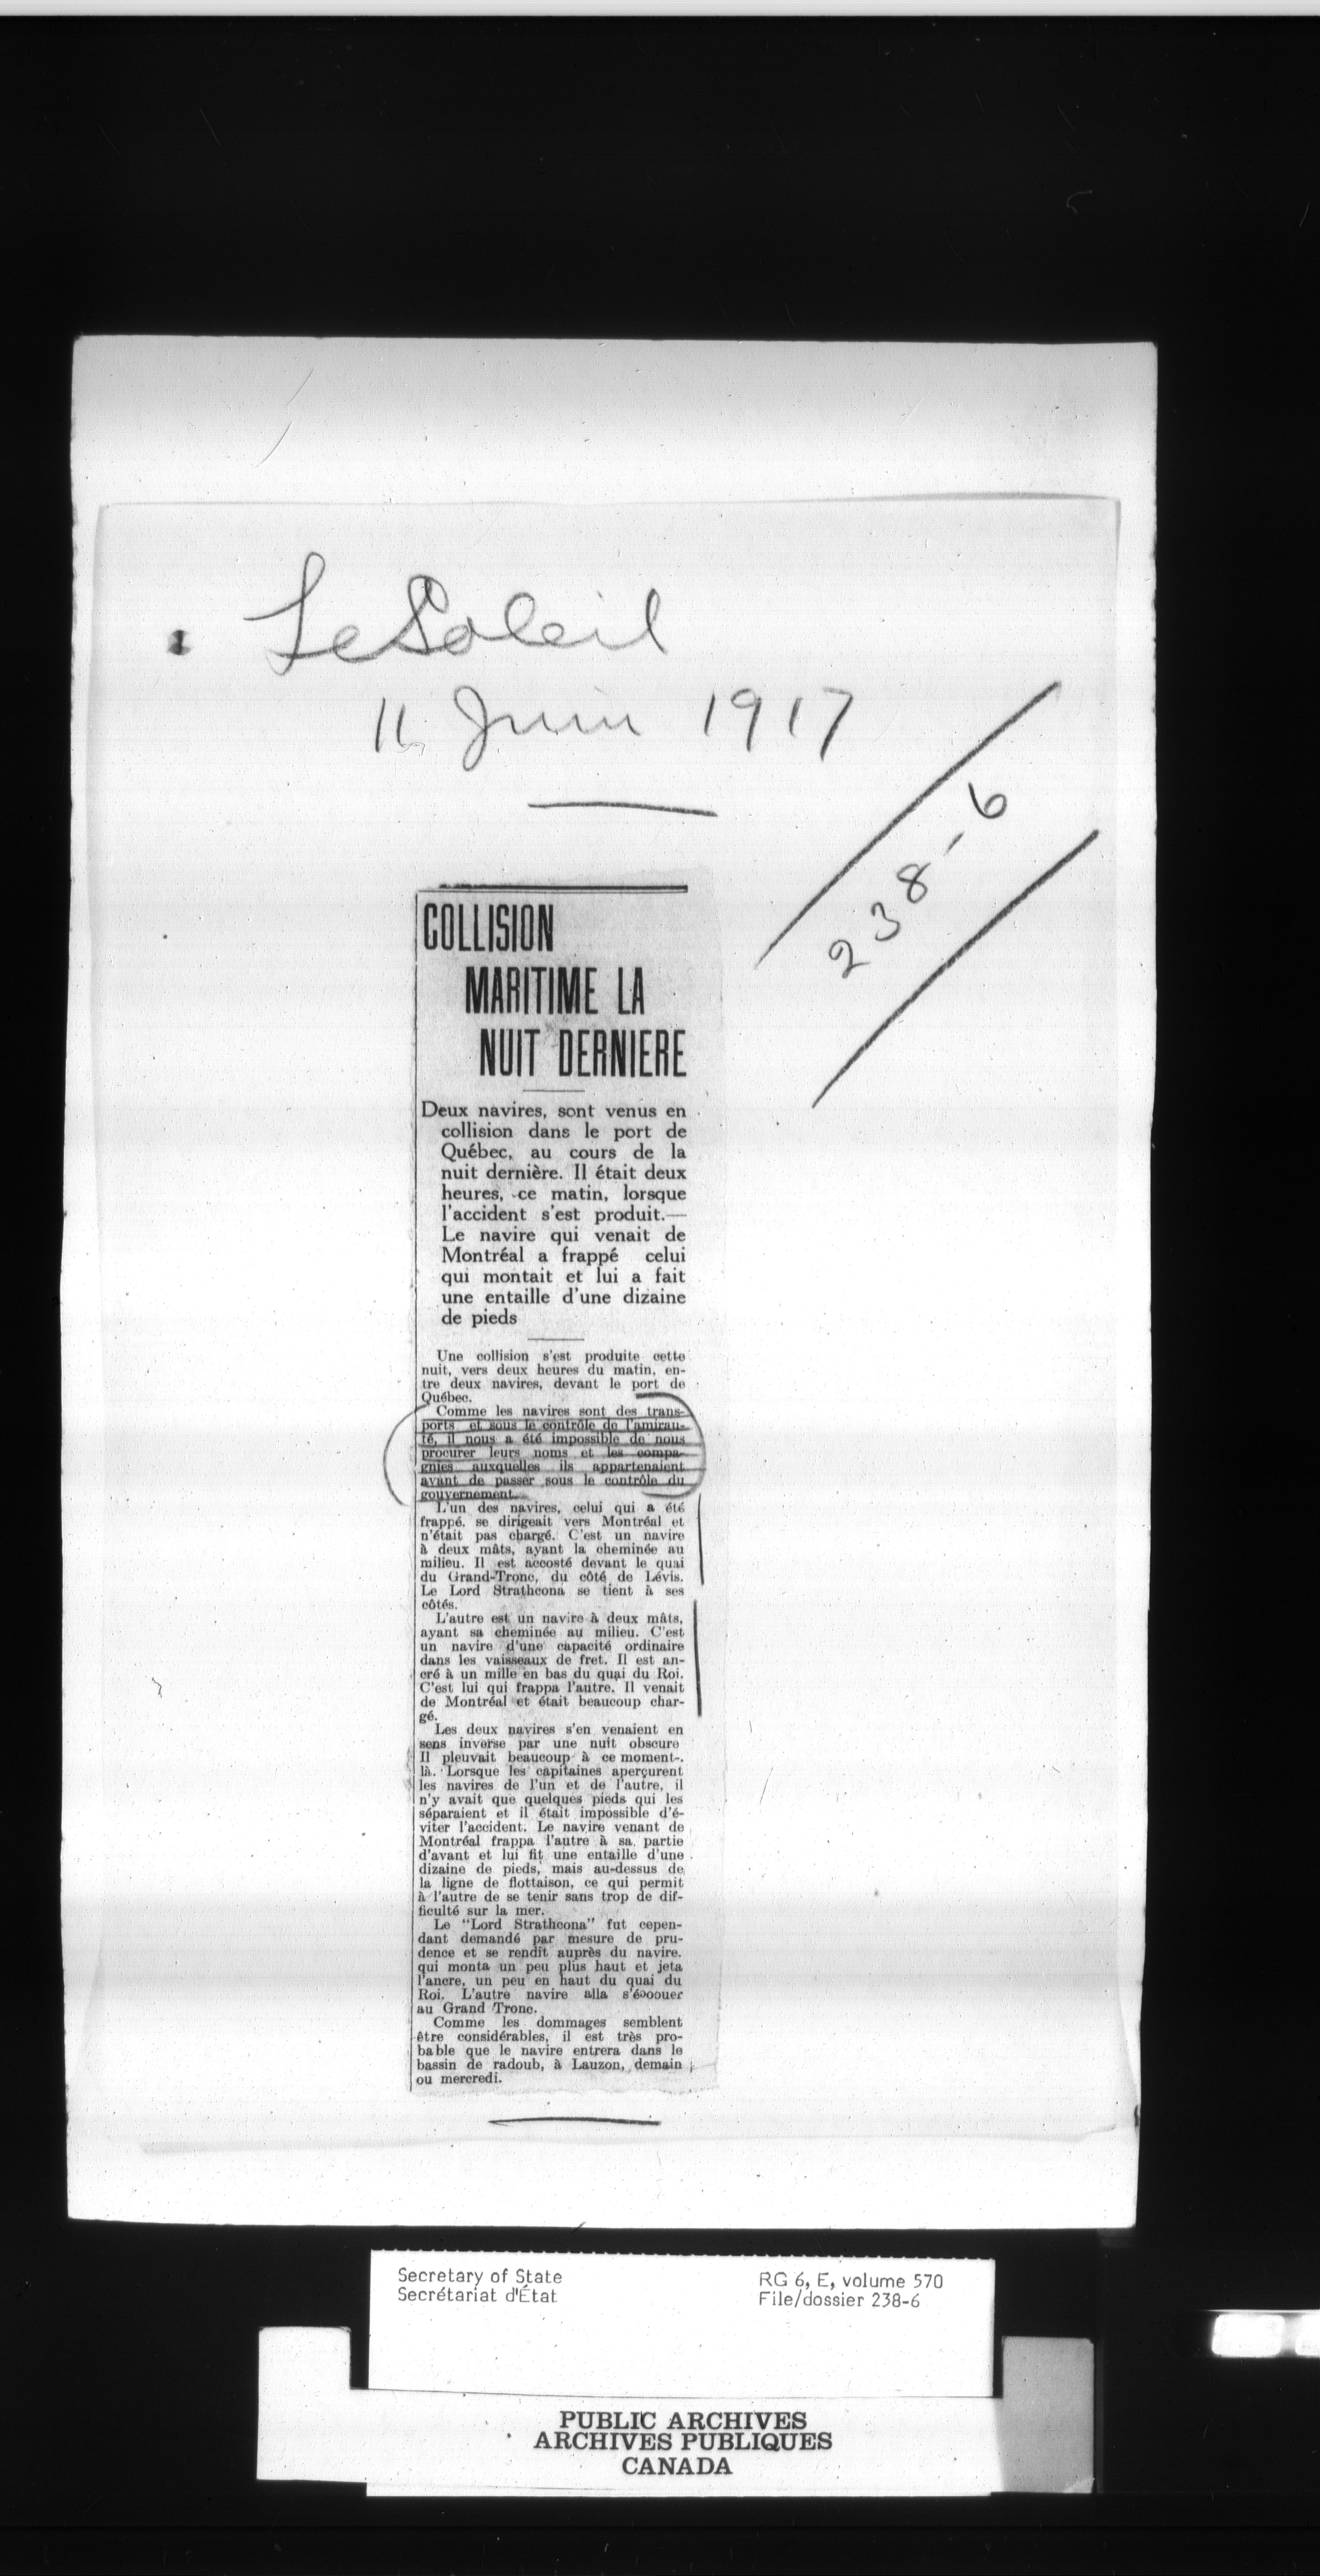 Le Soleil
11 Juin 1917
238-6
COLLISION
MARITIME LA
NUIT DERNIERE
Deux navires, sont venus en
collision dans le port de
Québec, au cours de la
nuit dernière. Il était deux
heures, ce matin, lorsque
l'accident s'est produit.—
Le navire qui venait de
Montréal a frappé celui
qui montait et lui a fait
une entaille d'une dizaine
de pieds
Une collision s'est produite cette
nuit, vers deux heures du matin, en-
tre deux navires, devant le port de
Québec.
Comme les navires sont des trans-
ports et sous le contrôle de l'amirau-
té, il nous a été impossible de nous
procurer leurs noms et les compa-
gnies auxquelles ils appartenaient
avant de passer sous le contrôle du
gouvernement.
L'un des navires, celui qui a été
frappé, se dirigeait vers Montréal et
n'était pas chargé. C'est un navire
à deux mâts, ayant la cheminée au
milieu. Il est accosté devant le quai
du Grand-Tronc, du côté de Lévis.
Le Lord Strathcona se tient à ses
côtés.
L'autre est un navire à deux mâts,
ayant sa cheminée au milieu. C'est
un navire d'une capacité ordinaire
dans les vaisseaux de fret. Il est an-
cré à un mille en bas du quai du Roi.
C'est lui qui frappa l'autre. Il venait
de Montréal et était beaucoup char-
gé.
Les deux navires s'en venaient en
sens inverse par une nuit obscure
Il pleuvait beaucoup à ce moment-
là. Lorsque les capitaines aperçurent
les navires de l'un et de l'autre, il
n'y avait que quelques pieds qui les
séparaient et il était impossible d'é-
viter l'accident. Le navire venant de
Montréal frappa l'autre à sa partie
d'avant et lui fit une entaille d'une
dizaine de pieds, mais au-dessus de
la ligne de flottaison, ce qui permit
à l'autre de se tenir sans trop de dif-
ficulté sur la mer.
Le "Lord Strathcona" fut cepen-
dant demandé par mesure de pru-
dence et se rendit auprès du navire.
qui monta un peu plus haut et jeta
l'ancre, un peu en haut du quai du
Roi. L'autre navire alla
au Grand Tronc.
Comme les dommages semblent
être considérables, il est très pro-
bable que le navire entrera dans le
bassin de radoub, à Lauzon, demain
ou mercredi.
Secretary of State
Secrétariat d'État
RG 6, E, volume 570
File/dossier 238-6
PUBLIC ARCHIVES
ARCHIVES PUBLIQUES
CANADA